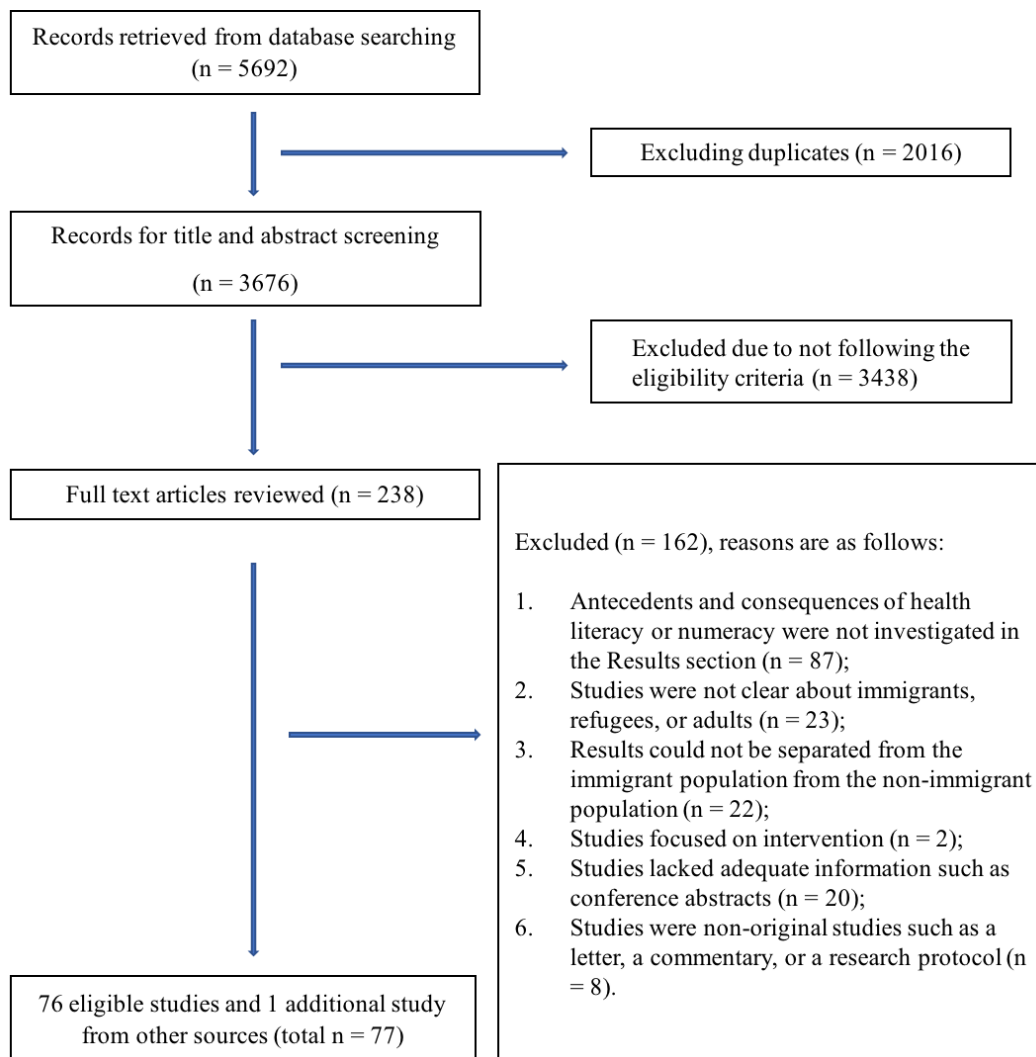 Records retrieved from database searching
(n = 5692)
Excluding duplicates (n = 2016)
Records for title and abstract screening
(n = 3676)
Excluded due to not following the
eligibility criteria (n = 3438)
Full text articles reviewed (n = 238)
Excluded (n = 162), reasons are as follows:
1. Antecedents and consequences of health
literacy or numeracy were not investigated in
the Results section (n = 87);
2. Studies were not clear about immigrants,
refugees, or adults (n = 23);
3. Results could not be separated from the
immigrant population from the non-immigrant
population (n = 22);
4. Studies focused on intervention (n = 2);
5. Studies lacked adequate information such as
conference abstracts (n = 20);
6. Studies were non-original studies such as a
letter, a commentary, or a research protocol (n
= 8).
76 eligible studies and 1 additional study
from other sources (total n = 77)